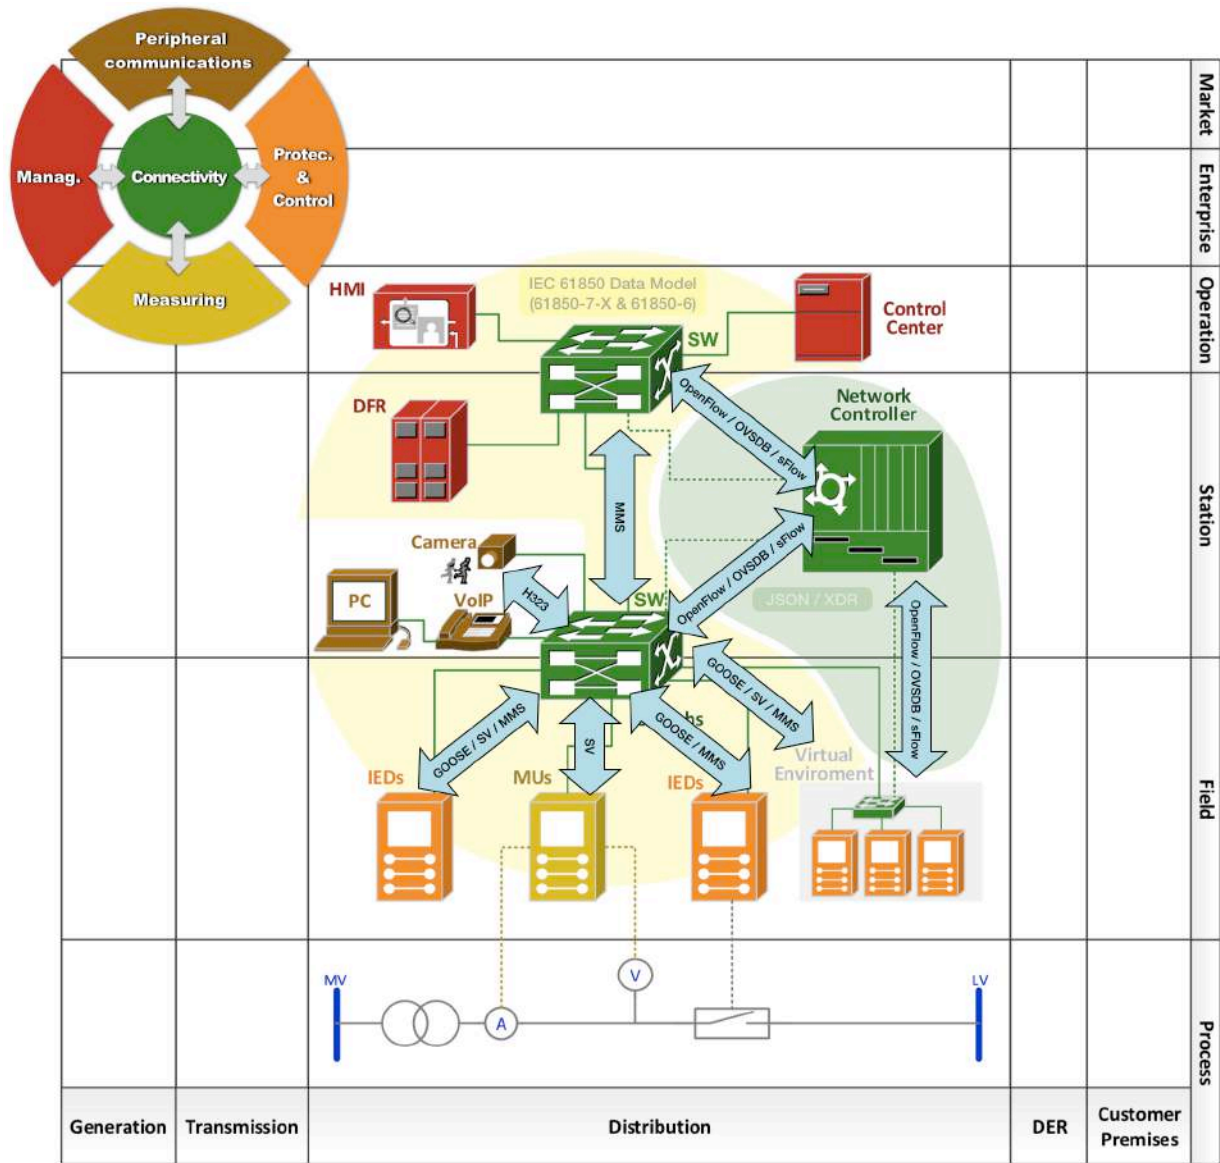 Peripheral
communications
Manag.
Connectivity
Protec.
&
Control
Measuring
Market
Enterprise
Operation
Station
Field
Process
IEC 61850 Data Model
(61850-7-X & 61850-6)
HMI
SW
Control
Center
DFR
OpenFlow / OVSDB / sFlow
Network
Controller
MMS
Camera
OpenFlow / OVSDB / sFlow
PC
VoIP
H323
SW
JSON / XDR
OpenFlow / OVSDB / sFlow
GOOSE / SV / MMS
SV
GOOSE / MMS
GOOSE / SV / MMS
Virtual
Enviroment
IEDs
MUs
IEDs
MV
A
V
LV
Generation
Transmission
Distribution
DER
Customer
Premises